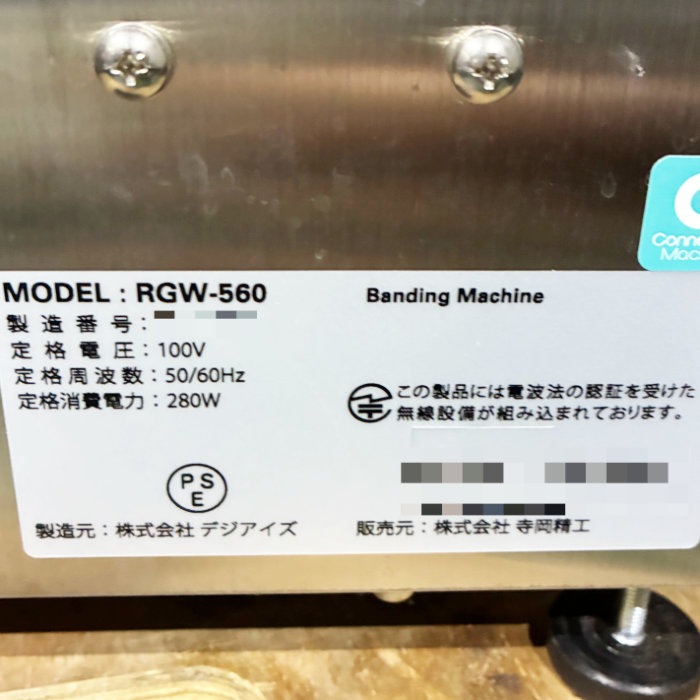 Conne
Mac
MODEL : RGW-560
Banding Machine
製造番号：
定格電圧：100V
定格周波数：50/60Hz
定格消費電力：280W
この製品には電波法の認証を受けた
無線設備が組み込まれております。
P S
E
製造元：株式会社 デジアイズ
販売元：株式会社 寺岡精工